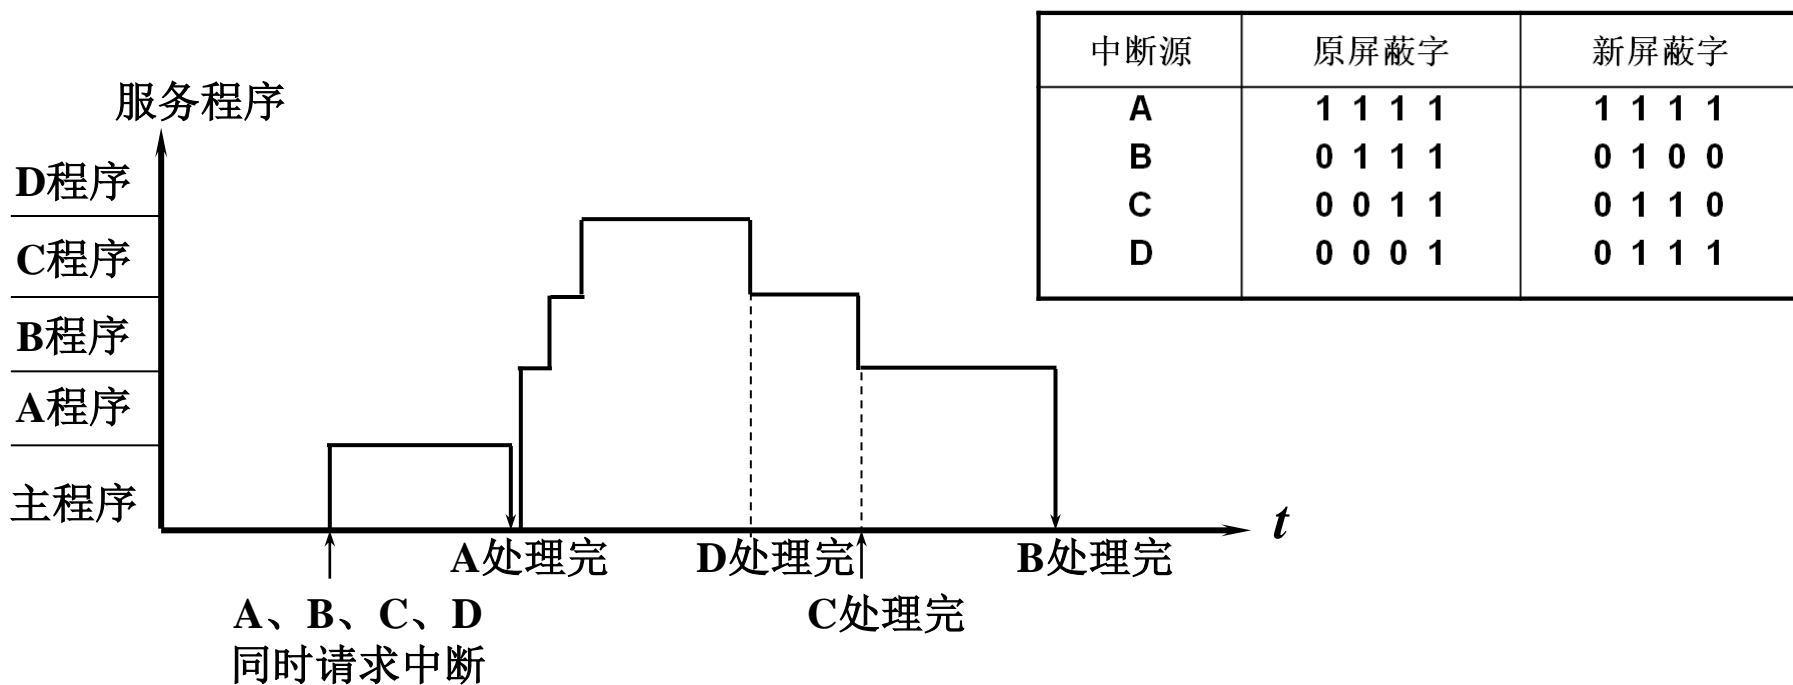 中断源 原屏蔽字 新屏蔽字
A 1 1 1 1 1 1 1 1
B 0 1 1 1 0 1 0 0
C 0 0 1 1 0 1 1 0
D 0 0 0 1 0 1 1 1
服务程序
D程序
C程序
B程序
A程序
主程序
t
A处理完 D处理完 B处理完
A、B、C、D C处理完
同时请求中断